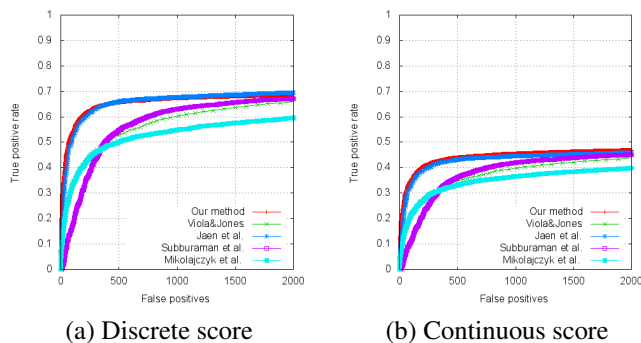 1
0.9
0.8
0.7
0.6
0.5
0.4
0.3
0.2
0.1
0
True positive rate
0 500 1000 1500 2000
False positives
Our method
Viola&Jones
Jaen et al.
Subburaman et al.
Mikolajczyk et al.
(a) Discrete score
1
0.9
0.8
0.7
0.6
0.5
0.4
0.3
0.2
0.1
0
True positive rate
0 500 1000 1500 2000
False positives
Our method
Viola&Jones
Jaen et al.
Subburaman et al.
Mikolajczyk et al.
(b) Continuous score